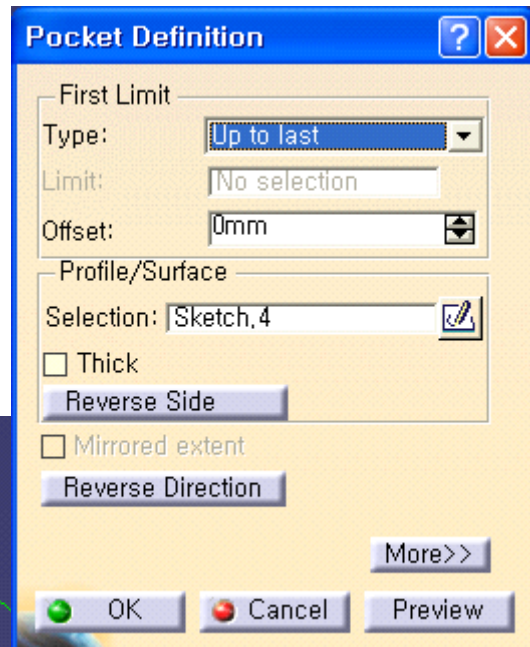 Pocket Definition
First Limit
Type: Up to last
Limit: No selection
Offset: 0mm
Profile/Surface
Selection: Sketch,4
Thick
Reverse Side
Mirrored extent
Reverse Direction
More>>
OK Cancel Preview